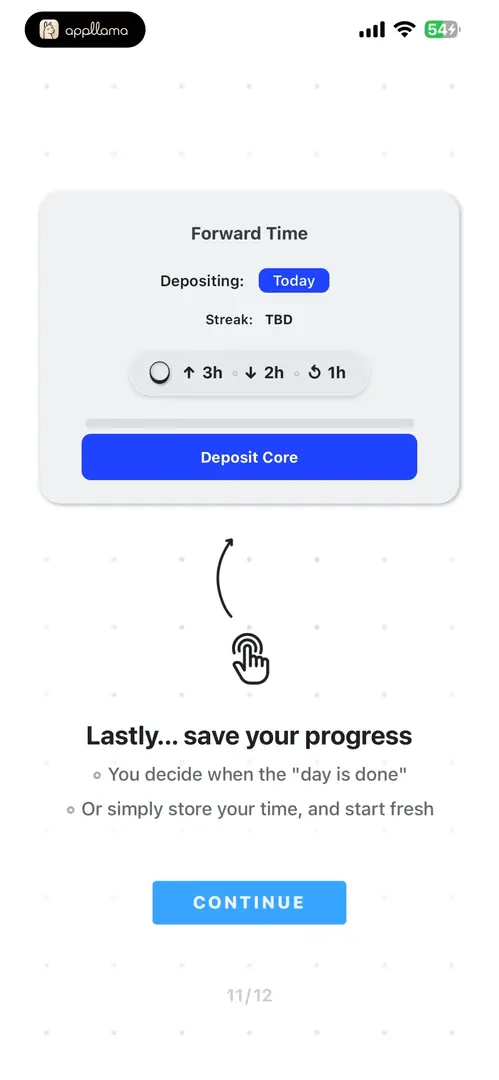 appllama
54
Forward Time
Depositing: Today
Streak: TBD
↑ 3h ◦ ↓ 2h ◦ ↺ 1h
Deposit Core
Lastly... save your progress
◦ You decide when the "day is done"
◦ Or simply store your time, and start fresh
CONTINUE
11/12